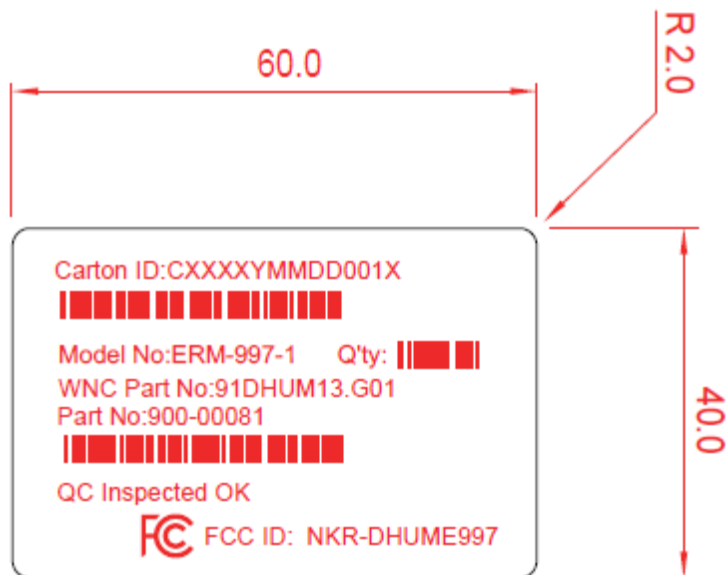 60.0
R 2.0
Carton ID:CXXXXYMMDD001X
Model No:ERM-997-1 Q'ty:
WNC Part No:91DHUM13.G01
Part No:900-00081
40.0
QC Inspected OK
FC FCC ID: NKR-DHUME997